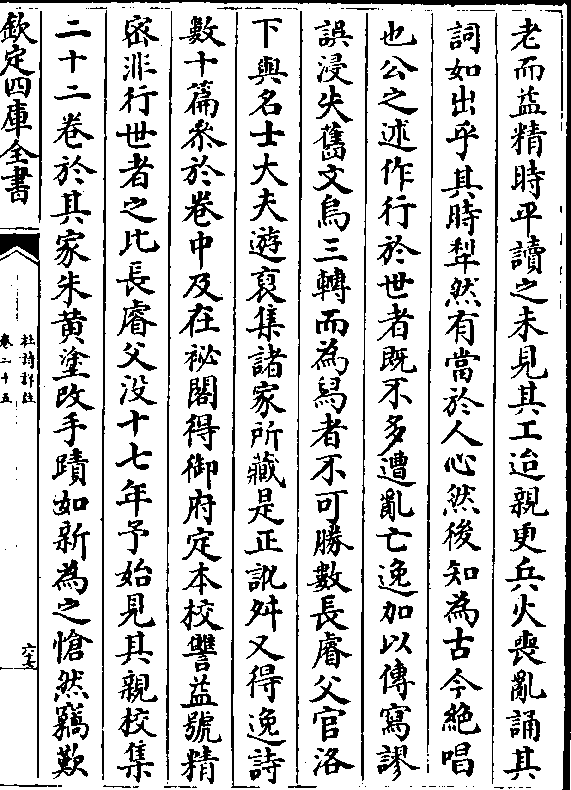 老而益精時平讀之未見其工迨親更兵火喪亂誦其
詞如出乎其時犁然有當於人心然後知為古今絶唱
也公之述作行於世者既不多遭亂亡逸加以傳寫謬
誤浸失舊文烏三轉而為舄者不可勝數長睿父官洛
下與名士大夫遊裒集諸家所藏是正訛舛又得逸詩
數十篇叅於卷中及在祕閣得御府定本校讐益號精
宻非行世者之比長睿父没十七年予始見其親校集
二十二卷於其家朱黄塗改手蹟如新為之愴然竊歎
欽定四庫全書
杜詩詳註
卷二十五
六十七